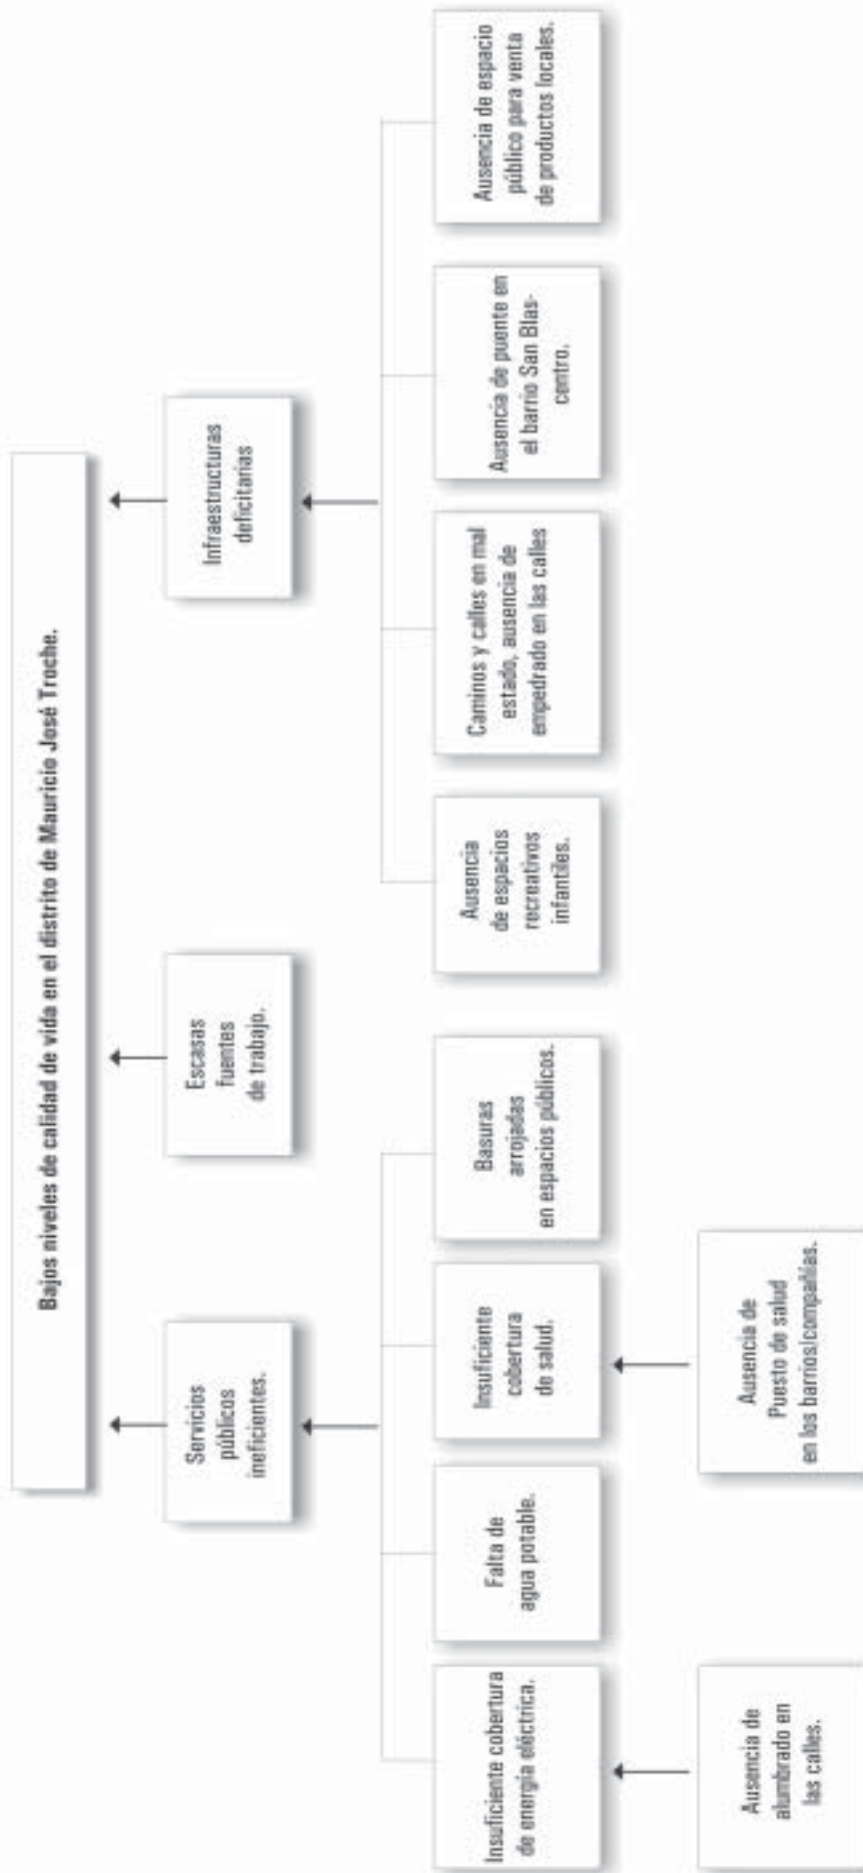 Bajos niveles de calidad de vida en el distrito de Mauricio José Troche.
Servicios
públicos
ineficientes.
Escasas
fuentes
de trabajo.
Infraestructuras
deficitarias
Insuficiente cobertura
de energía eléctrica.
Falta de
agua potable.
Insuficiente
cobertura
de salud.
Basuras
arrojadas
en espacios públicos.
Ausencia
de espacios
recreativos
infantiles.
Caminos y calles en mal
estado, ausencia de
empedrado en las calles
Ausencia de puente en
el barrio San Blas-
centro.
Ausencia de espacio
público para venta
de productos locales.
Ausencia de
alumbrado en
las calles.
Ausencia de
Puesto de salud
en los barrios/compañías.